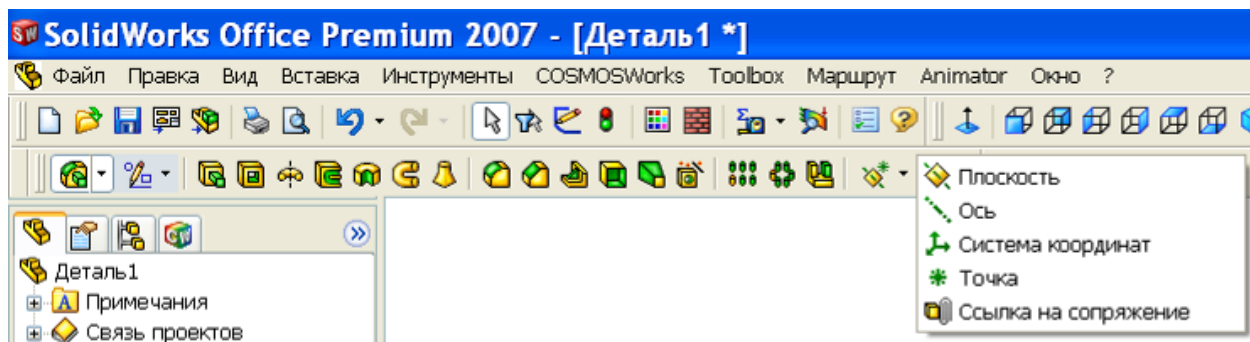 SolidWorks Office Premium 2007 - [Деталь1 *]
Файл Правка Вид Вставка Инструменты COSMOSWorks Toolbox Маршрут Animator Окно ?
Плоскость
Ось
Система координат
Точка
Ссылка на сопряжение
Деталь1
Примечания
Связь проектов